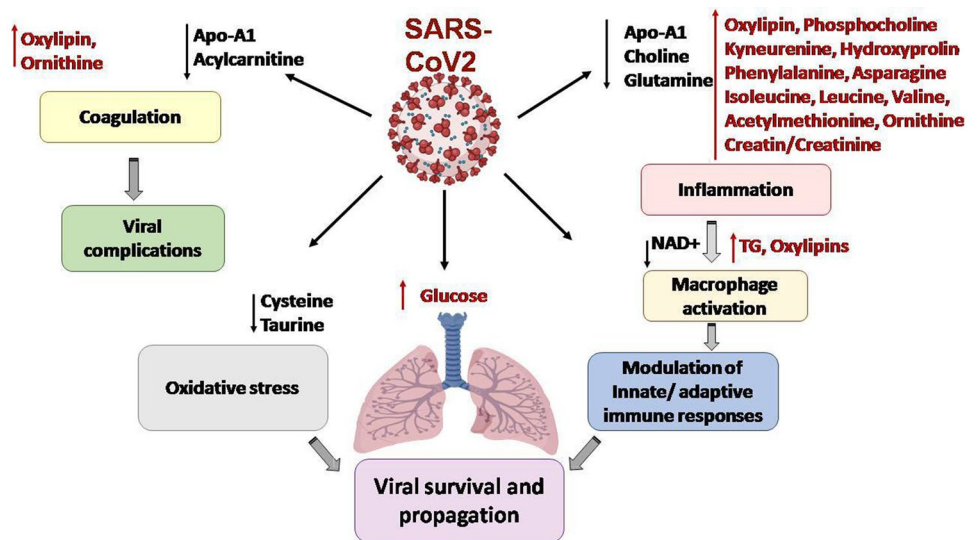 Oxylipin,
Ornithine
Apo-A1
Acylcarnitine
SARS-
CoV2
Apo-A1
Choline
Glutamine
Oxylipin, Phosphocholine
Kyneurenine, Hydroxyprolin
Phenylalanine, Asparagine
Isoleucine, Leucine, Valine,
Acetylmethionine, Ornithine
Creatin/Creatinine
Coagulation
Inflammation
Viral
complications
NAD+
TG, Oxylipins
Macrophage
activation
Cysteine
Taurine
Glucose
Oxidative stress
Modulation of
Innate/ adaptive
immune responses
Viral survival and
propagation